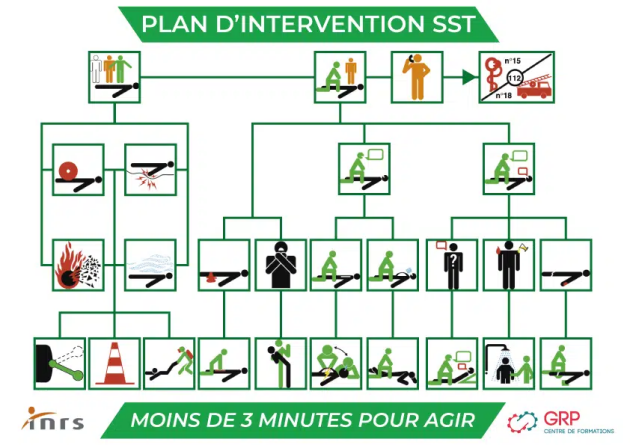 PLAN D'INTERVENTION SST
n°15
112
n°18
?
inrs
MOINS DE 3 MINUTES POUR AGIR
GRP
CENTRE DE FORMATIONS